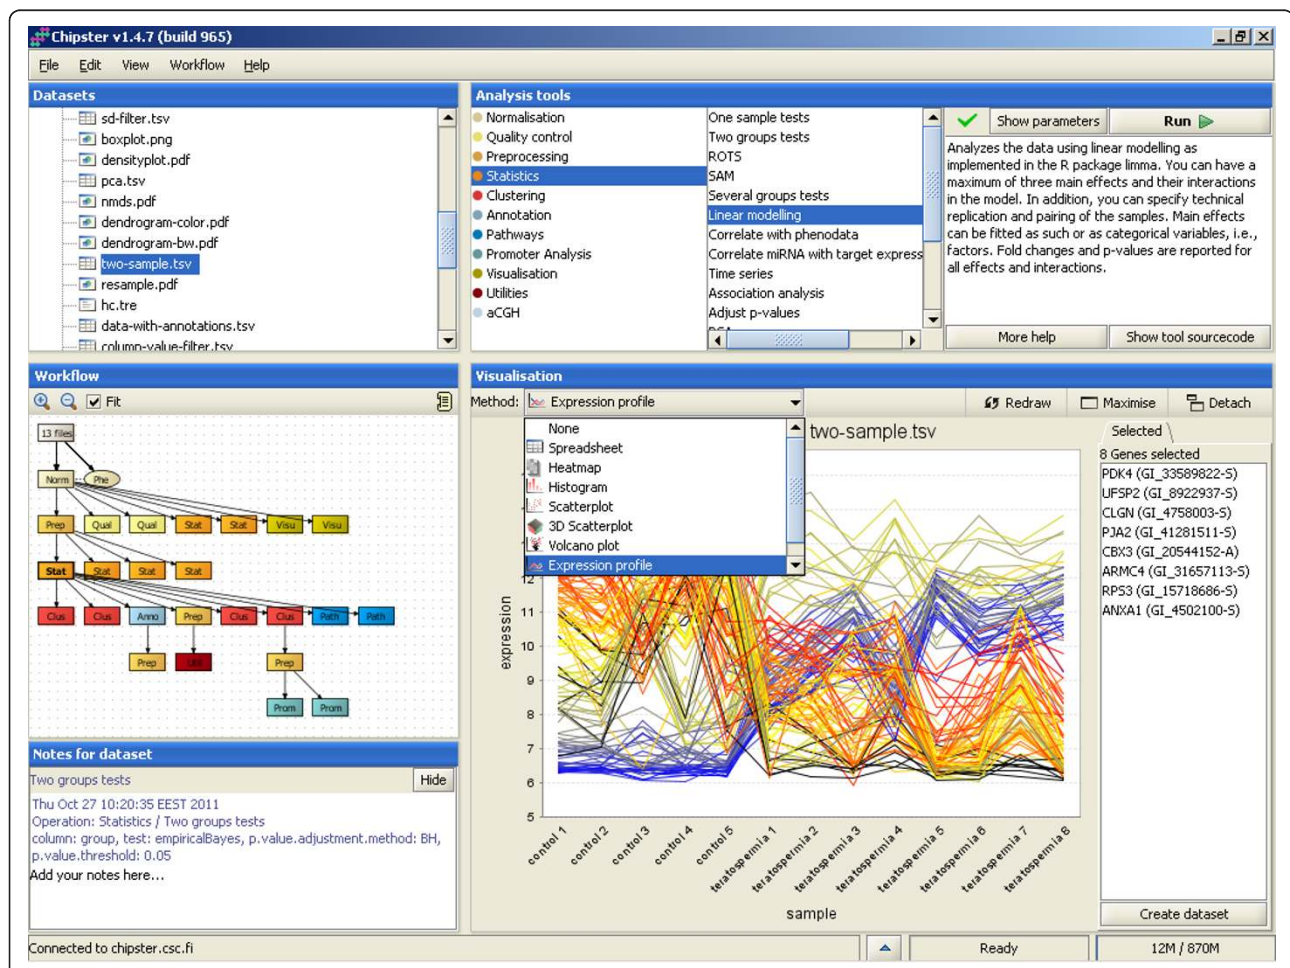 Chipster v1.4.7 (build 965)
File Edit View Workflow Help
Datasets
sd-filter.tsv
boxplot.png
densityplot.pdf
pca.tsv
nmds.pdf
dendrogram-color.pdf
dendrogram-bw.pdf
two-sample.tsv
resample.pdf
hc.tre
data-with-annotations.tsv
column-value-filter.tsv
Analysis tools
Normalisation
Quality control
Preprocessing
Statistics
Clustering
Annotation
Pathways
Promoter Analysis
Visualisation
Utilities
aCGH
One sample tests
Two groups tests
ROTS
SAM
Several groups tests
Linear modelling
Correlate with phenodata
Correlate miRNA with target express
Time series
Association analysis
Adjust p-values
Show parameters
Run
Analyzes the data using linear modelling as
implemented in the R package limma. You can have a
maximum of three main effects and their interactions
in the model. In addition, you can specify technical
replication and pairing of the samples. Main effects
can be fitted as such or as categorical variables, i.e.,
factors. Fold changes and p-values are reported for
all effects and interactions.
More help
Show tool sourcecode
Workflow
Fit
13 files
Norm Phe
Prep Qual Qual Stat Stat Visu Visu
Stat Stat Stat Stat
Clus Clus Anno Prep Clus Clus Path Path
Prep Util Prep
Prom Prom
Notes for dataset
Two groups tests
Hide
Thu Oct 27 10:20:35 EEST 2011
Operation: Statistics / Two groups tests
column: group, test: empiricalBayes, p.value.adjustment.method: BH,
p.value.threshold: 0.05
Add your notes here...
Visualisation
Method: Expression profile
Redraw
Maximise
Detach
None
Spreadsheet
Heatmap
Histogram
Scatterplot
3D Scatterplot
Volcano plot
Expression profile
two-sample.tsv
expression
12
11
10
9
8
7
6
5
control 1
control 2
control 3
control 4
control 5
teratospermia 1
teratospermia 2
teratospermia 3
teratospermia 4
teratospermia 5
teratospermia 6
teratospermia 7
teratospermia 8
sample
Selected
8 Genes selected
PDK4 (GI_33589822-S)
UFSP2 (GI_8922937-S)
CLGN (GI_4758003-S)
PJA2 (GI_41281511-S)
CBX3 (GI_20544152-A)
ARMC4 (GI_31657113-S)
RPS3 (GI_15718686-S)
ANXA1 (GI_4502100-S)
Create dataset
Connected to chipster.csc.fi
Ready
12M / 870M